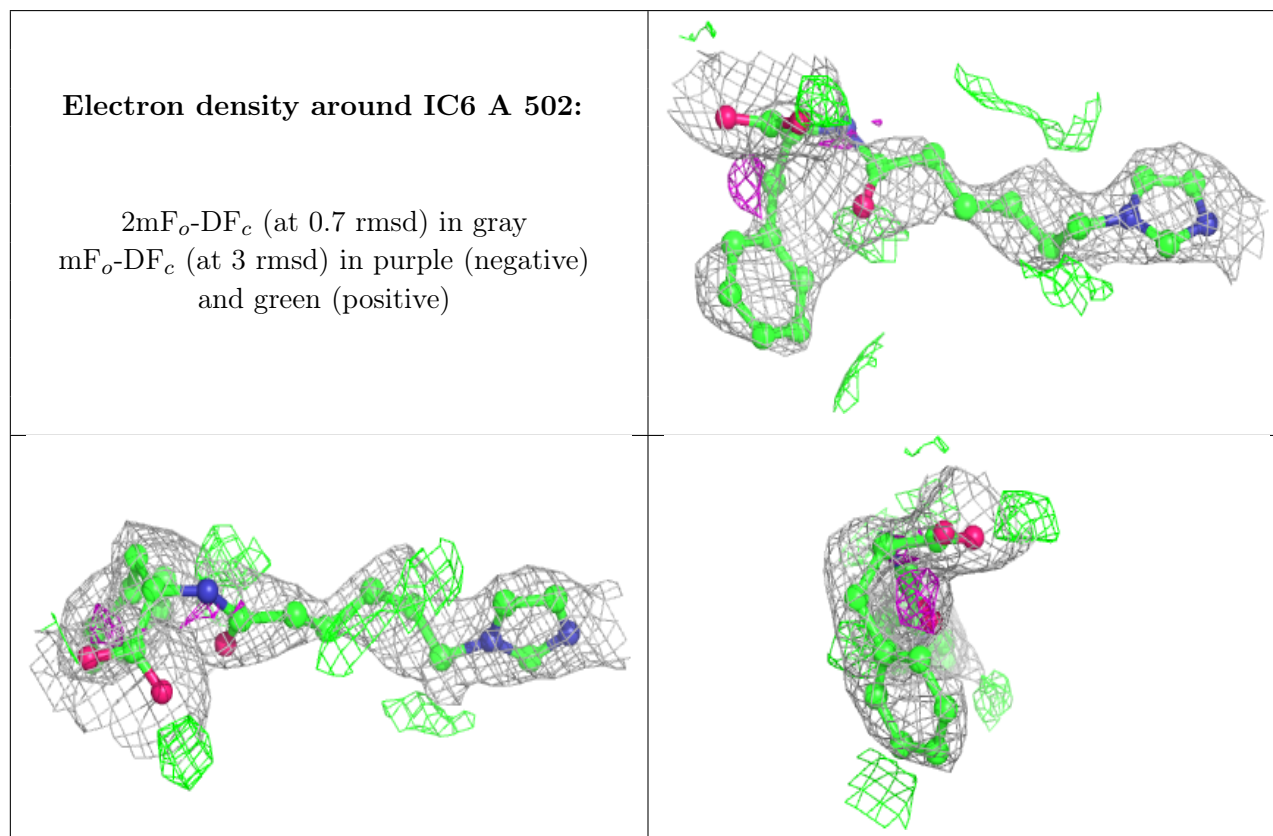 Electron density around IC6 A 502:
2mFₒ-DF𝒸 (at 0.7 rmsd) in gray
mFₒ-DF𝒸 (at 3 rmsd) in purple (negative)
and green (positive)